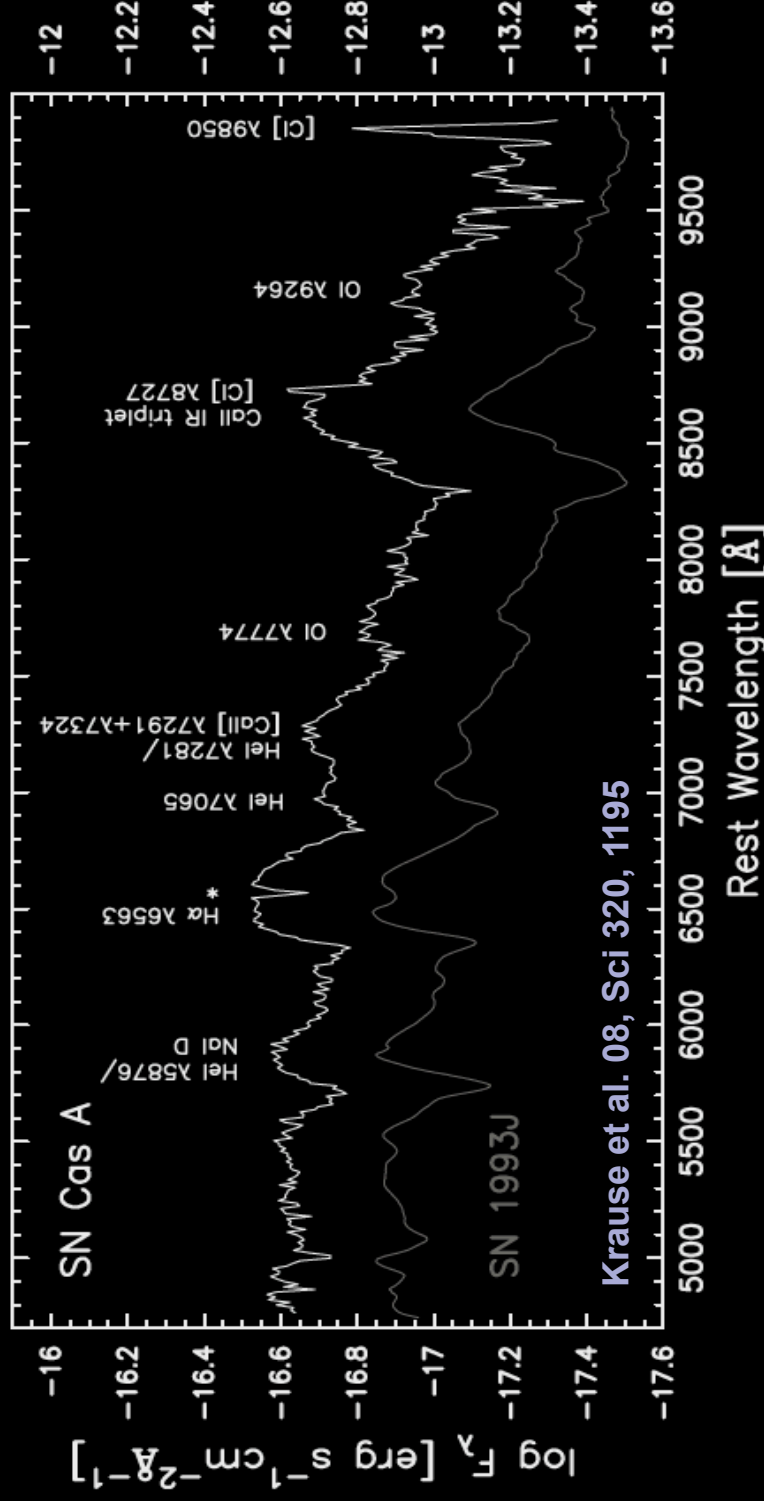 SN Cas A
HeI λ5876/
NaI D
Hα λ6563
*
HeI λ7065
HeI λ7281/
[CaII] λ7291+λ7324
OI λ7774
CaII IR triplet
[CI] λ8727
OI λ9264
[CI] λ9850
SN 1993J
Krause et al. 08, Sci 320, 1195
log Fλ [erg s⁻¹cm⁻²Å⁻¹]
-16
-16.2
-16.4
-16.6
-16.8
-17
-17.2
-17.4
-17.6
-12
-12.2
-12.4
-12.6
-12.8
-13
-13.2
-13.4
-13.6
5000 5500 6000 6500 7000 7500 8000 8500 9000 9500
Rest Wavelength [Å]